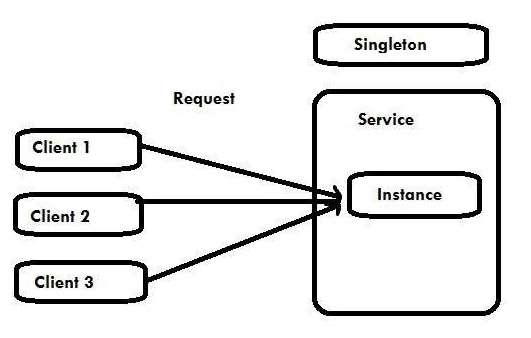 Singleton
Request
Service
Client 1
Instance
Client 2
Client 3